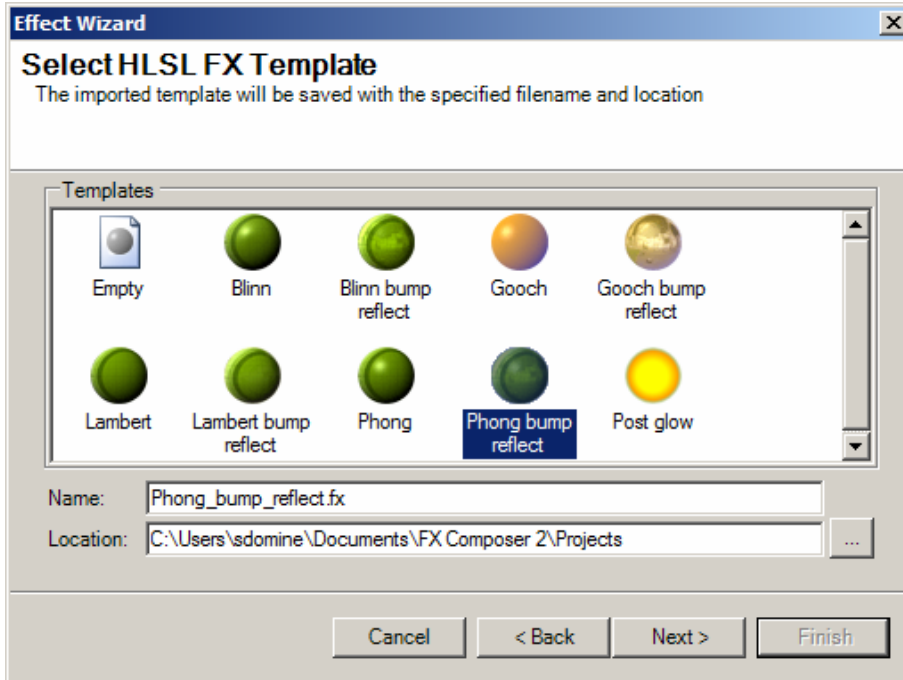 Effect Wizard
Select HLSL FX Template
The imported template will be saved with the specified filename and location
Templates
Empty
Blinn
Blinn bump
reflect
Gooch
Gooch bump
reflect
Lambert
Lambert bump
reflect
Phong
Phong bump
reflect
Post glow
Name:
Phong_bump_reflect.fx
Location:
C:\Users\sdomine\Documents\FX Composer 2\Projects
...
Cancel
< Back
Next >
Finish